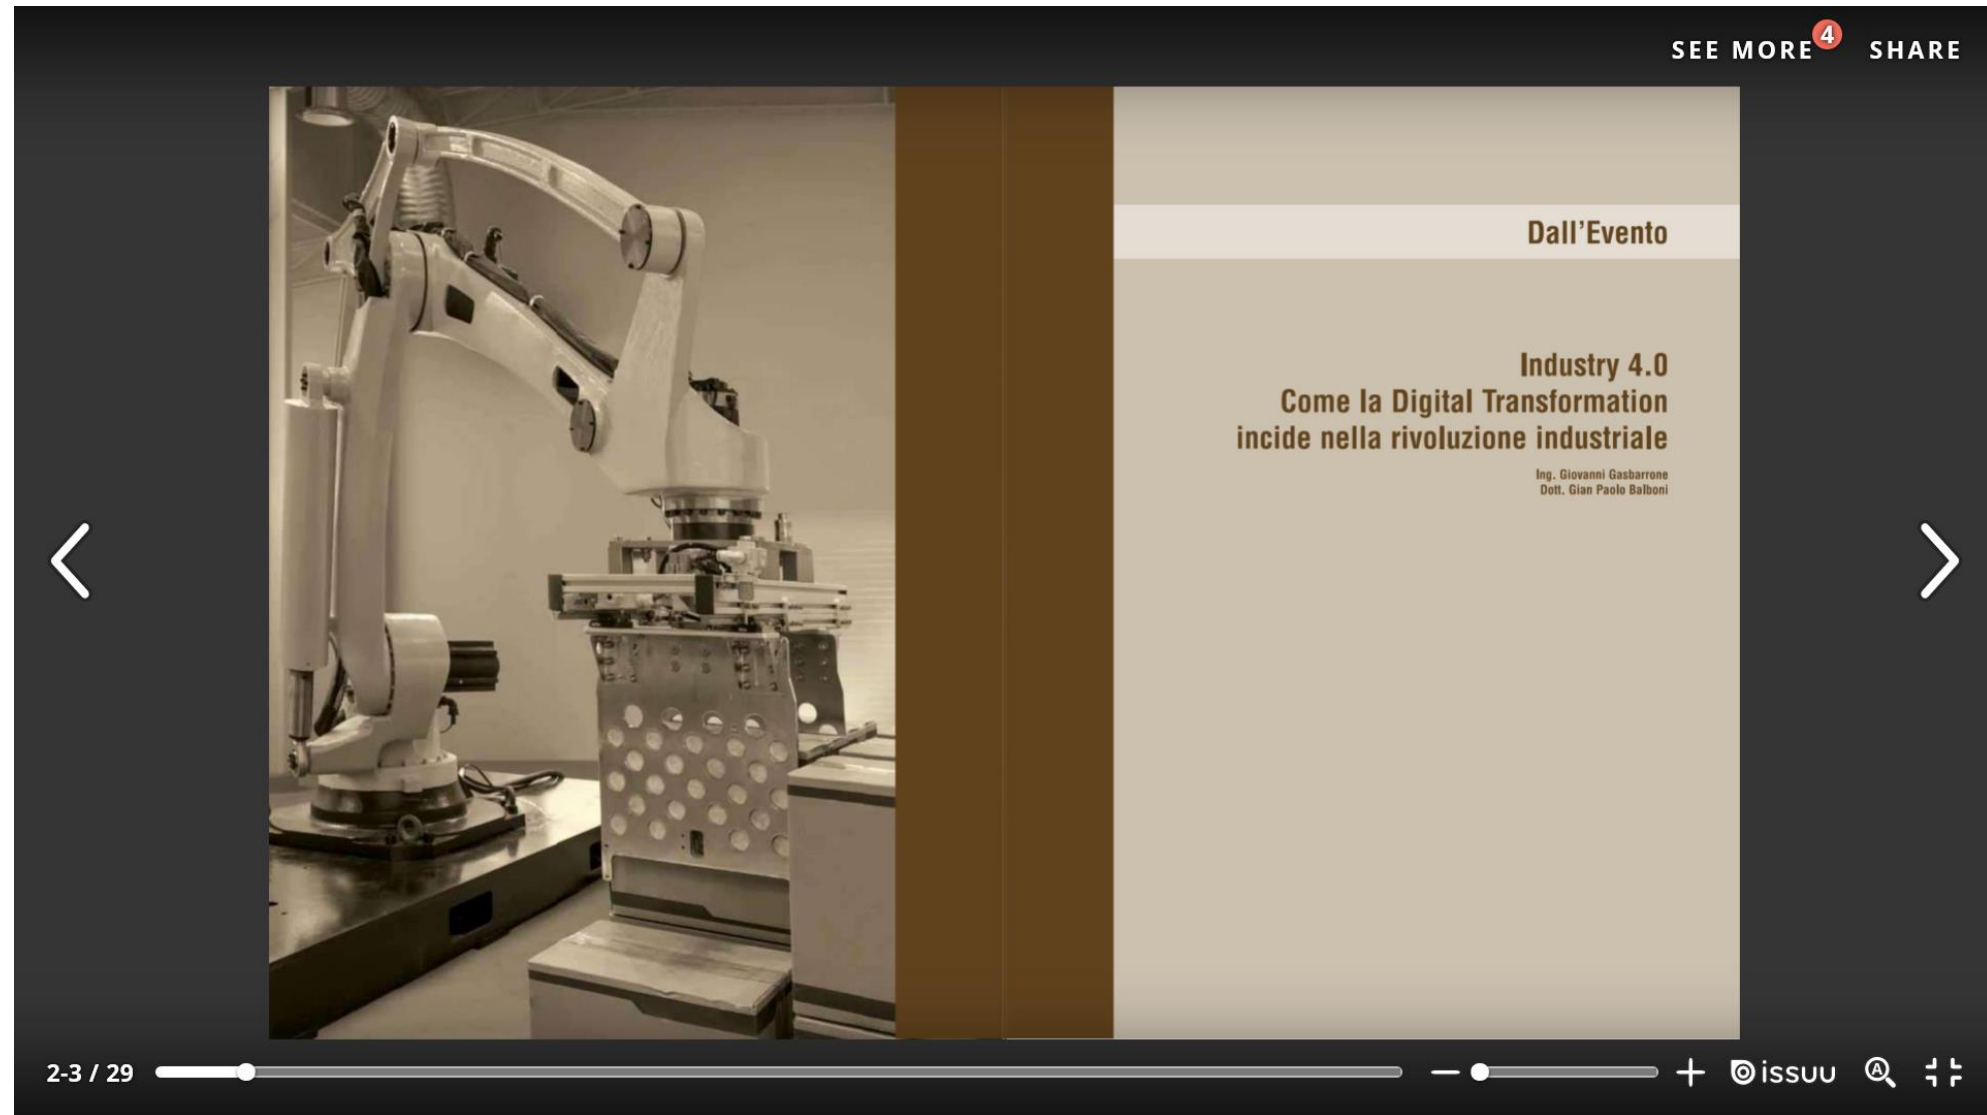 SEE MORE 4 SHARE
Dall'Evento
Industry 4.0
Come la Digital Transformation
incide nella rivoluzione industriale
Ing. Giovanni Gasbarrone
Dott. Gian Paolo Balboni
2-3 / 29
issuu